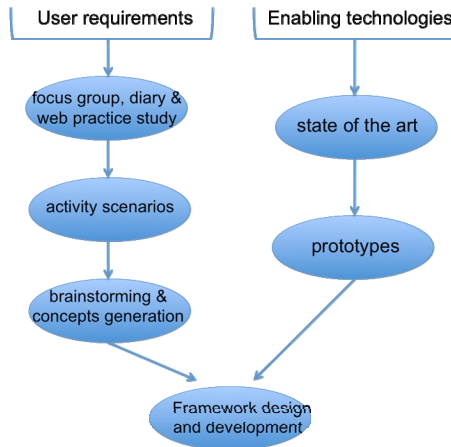 User requirements
Enabling technologies
focus group, diary &
web practice study
state of the art
activity scenarios
prototypes
brainstorming &
concepts generation
Framework design
and development